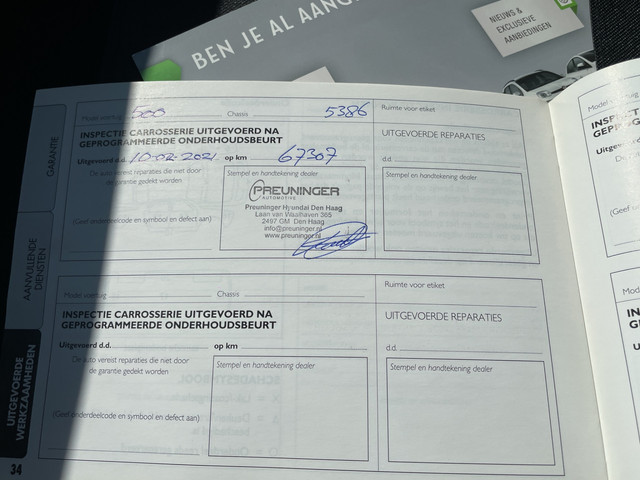 BEN JE AL
NIEUWS &
EXCLUSIEVE
AANBIEDINGEN
GARANTIE
AANVULLENDE
DIENSTEN
UITGEVOERDE
WERKZAAMHEDEN
34
Model voertuig 500 Chassis 5386
INSPECTIE CARROSSERIE UITGEVOERD NA
GEPROGRAMMEERDE ONDERHOUDSBEURT
Uitgevoerd d.d. 10-02-2021 op km 67307
De auto vereist reparaties die niet door
de garantie gedekt worden
(Geef onderdeelcode en symbool en defect aan)
Stempel en handtekening dealer
PREUNINGER
AUTOMOTIVE
Preuninger Hyundai Den Haag
Laan van Waalhaven 365
2497 GM Den Haag
info@preuninger.nl
www.preuninger.nl
Ruimte voor etiket
UITGEVOERDE REPARATIES
d.d.
Stempel en handtekening dealer
Model voertuig Chassis
INSPECTIE CARROSSERIE UITGEVOERD NA
GEPROGRAMMEERDE ONDERHOUDSBEURT
Uitgevoerd d.d. op km
De auto vereist reparaties die niet door
de garantie gedekt worden
(Geef onderdeelcode en symbool en defect aan)
Stempel en handtekening dealer
Ruimte voor etiket
UITGEVOERDE REPARATIES
d.d.
Stempel en handtekening dealer